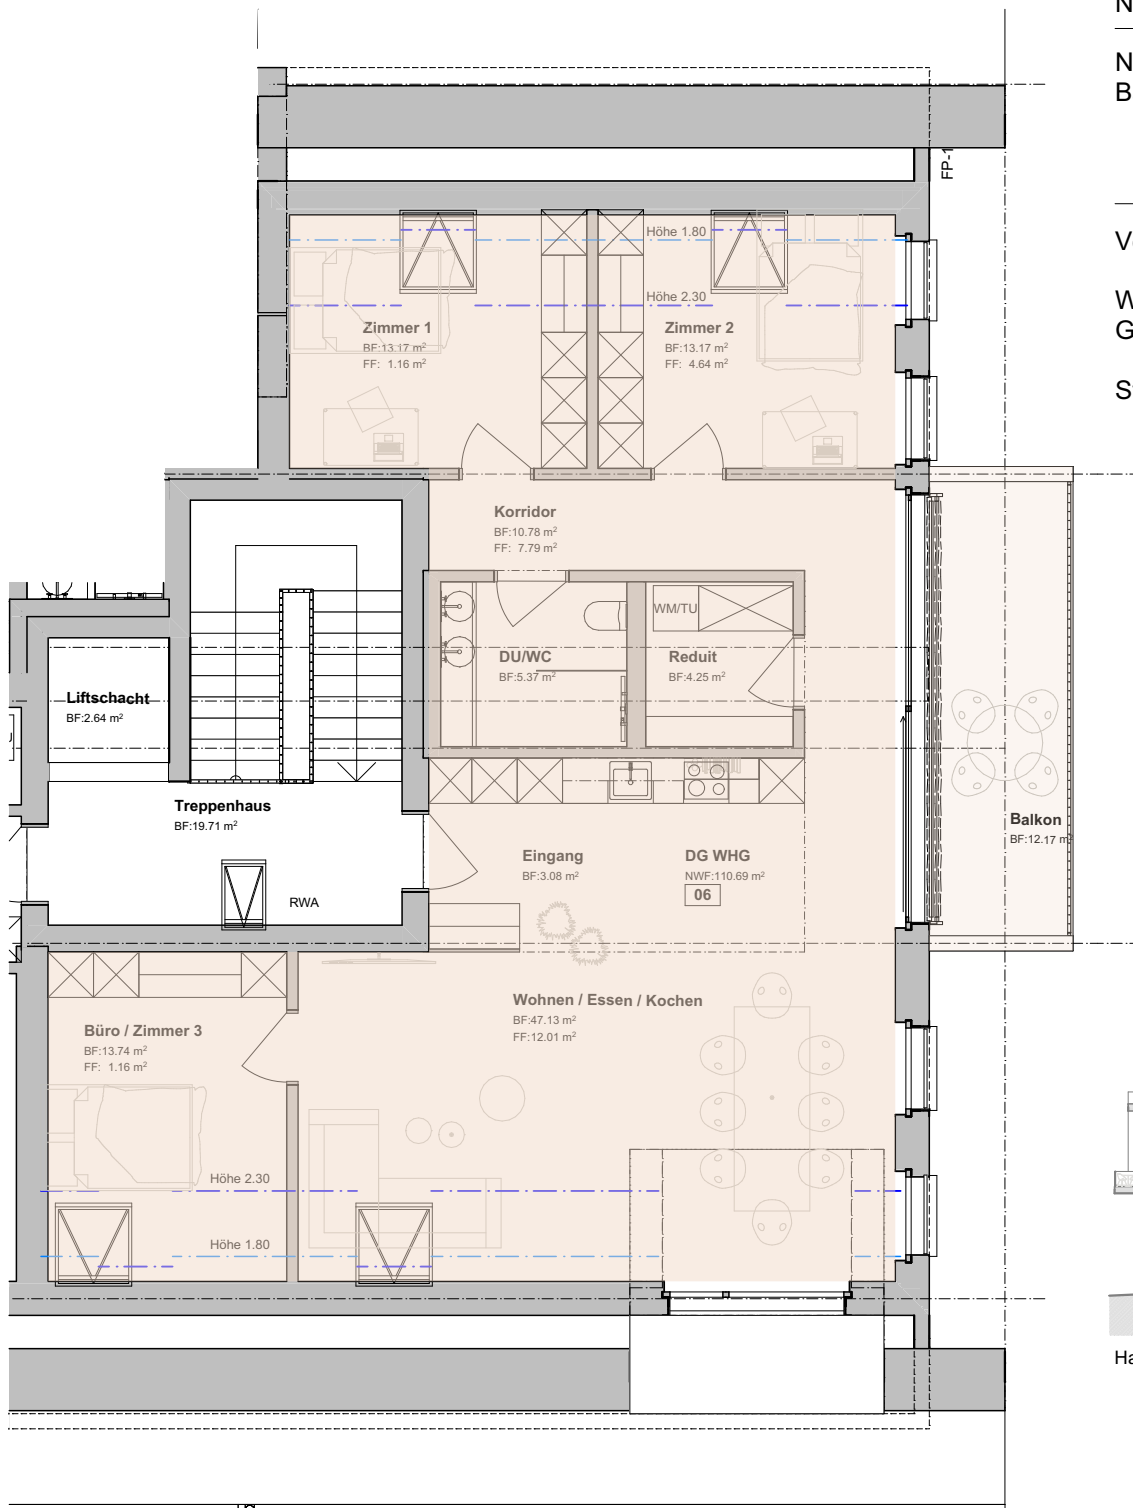 N
N
B
FP-1
Höhe 1.80
V
Höhe 2.30
W
G
Zimmer 1
BF:13.17 m²
FF: 1.16 m²
Zimmer 2
BF:13.17 m²
FF: 4.64 m²
S
Korridor
BF:10.78 m²
FF: 7.79 m²
WM/TU
DU/WC
BF:5.37 m²
Reduit
BF:4.25 m²
Liftschacht
BF:2.64 m²
Treppenhaus
BF:19.71 m²
Balkon
BF:12.17 m²
Eingang
BF:3.08 m²
DG WHG
NWF:110.69 m²
06
RWA
Wohnen / Essen / Kochen
BF:47.13 m²
FF:12.01 m²
Büro / Zimmer 3
BF:13.74 m²
FF: 1.16 m²
Höhe 2.30
Höhe 1.80
Ha